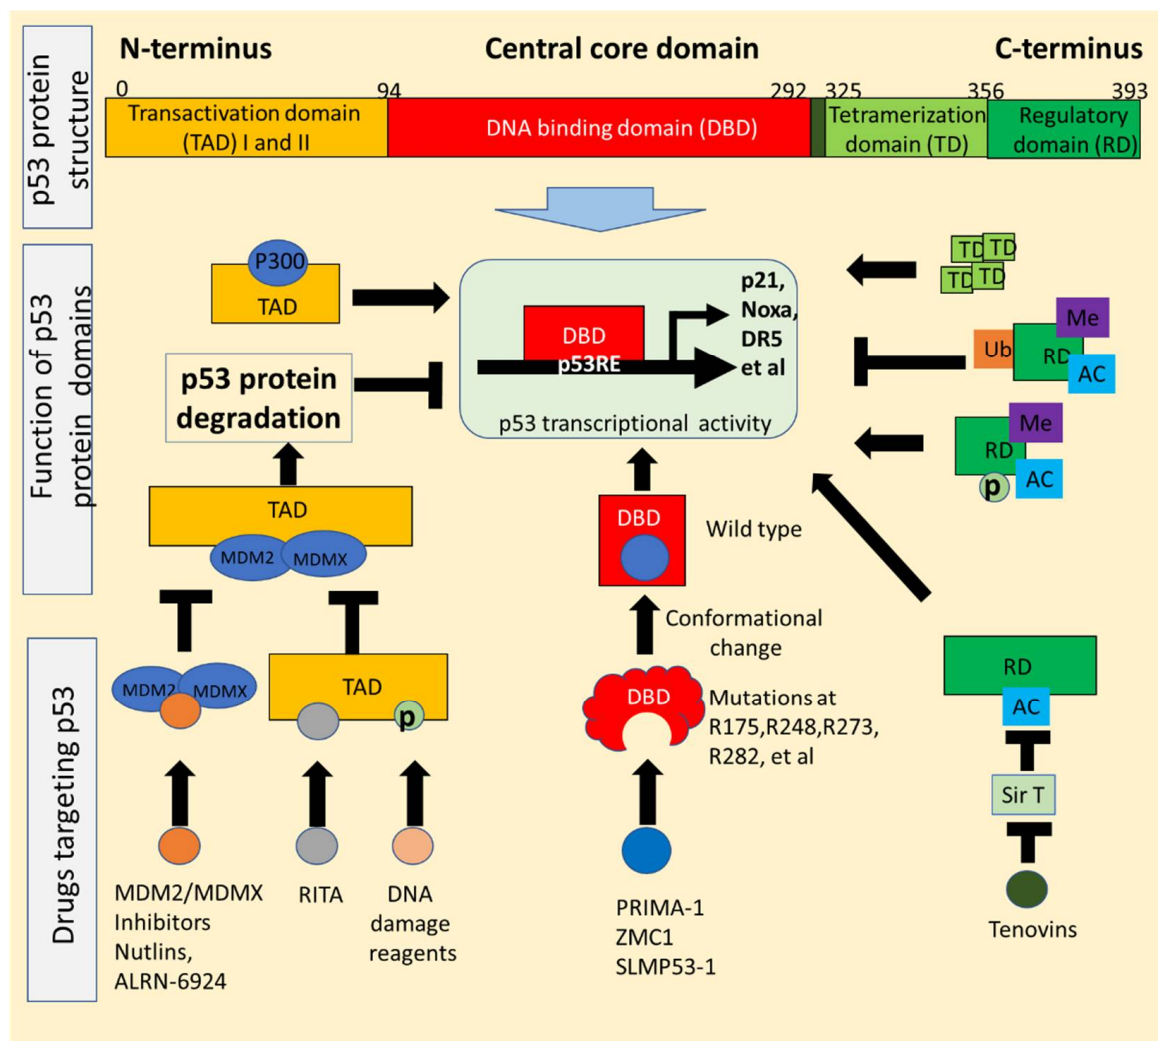 p53 protein
structure
N-terminus
Central core domain
C-terminus
0
94
292
325
356
393
Transactivation domain
(TAD) I and II
DNA binding domain (DBD)
Tetramerization
domain (TD)
Regulatory
domain (RD)
Function of p53
protein domains
P300
TAD
DBD
p53RE
p21,
Noxa,
DR5
et al
p53 transcriptional activity
TD
TD
TD
TD
p53 protein
degradation
Me
Ub
RD
AC
Me
RD
AC
p
TAD
MDM2
MDMX
DBD
Wild type
Conformational
change
Drugs targeting p53
MDM2
MDMX
TAD
p
DBD
Mutations at
R175,R248,R273,
R282, et al
RD
AC
Sir T
MDM2/MDMX
Inhibitors
Nutlins,
ALRN-6924
RITA
DNA
damage
reagents
PRIMA-1
ZMC1
SLMP53-1
Tenovins